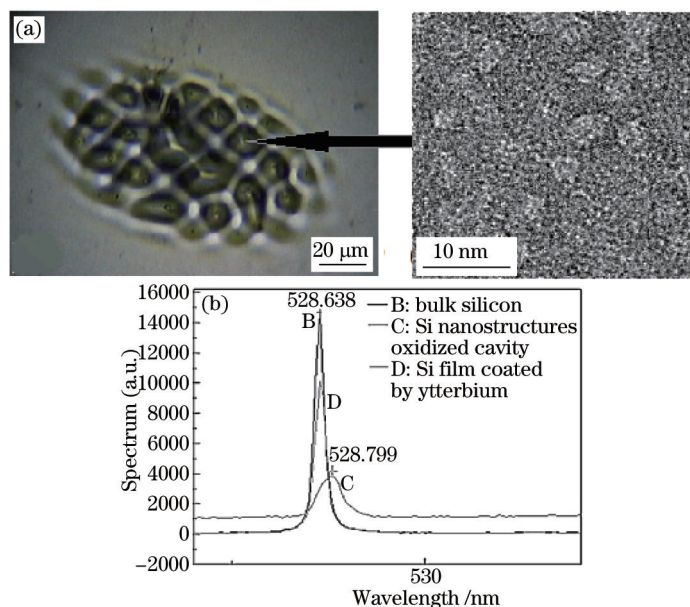 (a)
20 μm
10 nm
(b)
528.638
B
D
528.799
C
B: bulk silicon
C: Si nanostructures
oxidized cavity
D: Si film coated
by ytterbium
Spectrum (a.u.)
16000
14000
12000
10000
8000
6000
4000
2000
0
−2000
530
Wavelength /nm